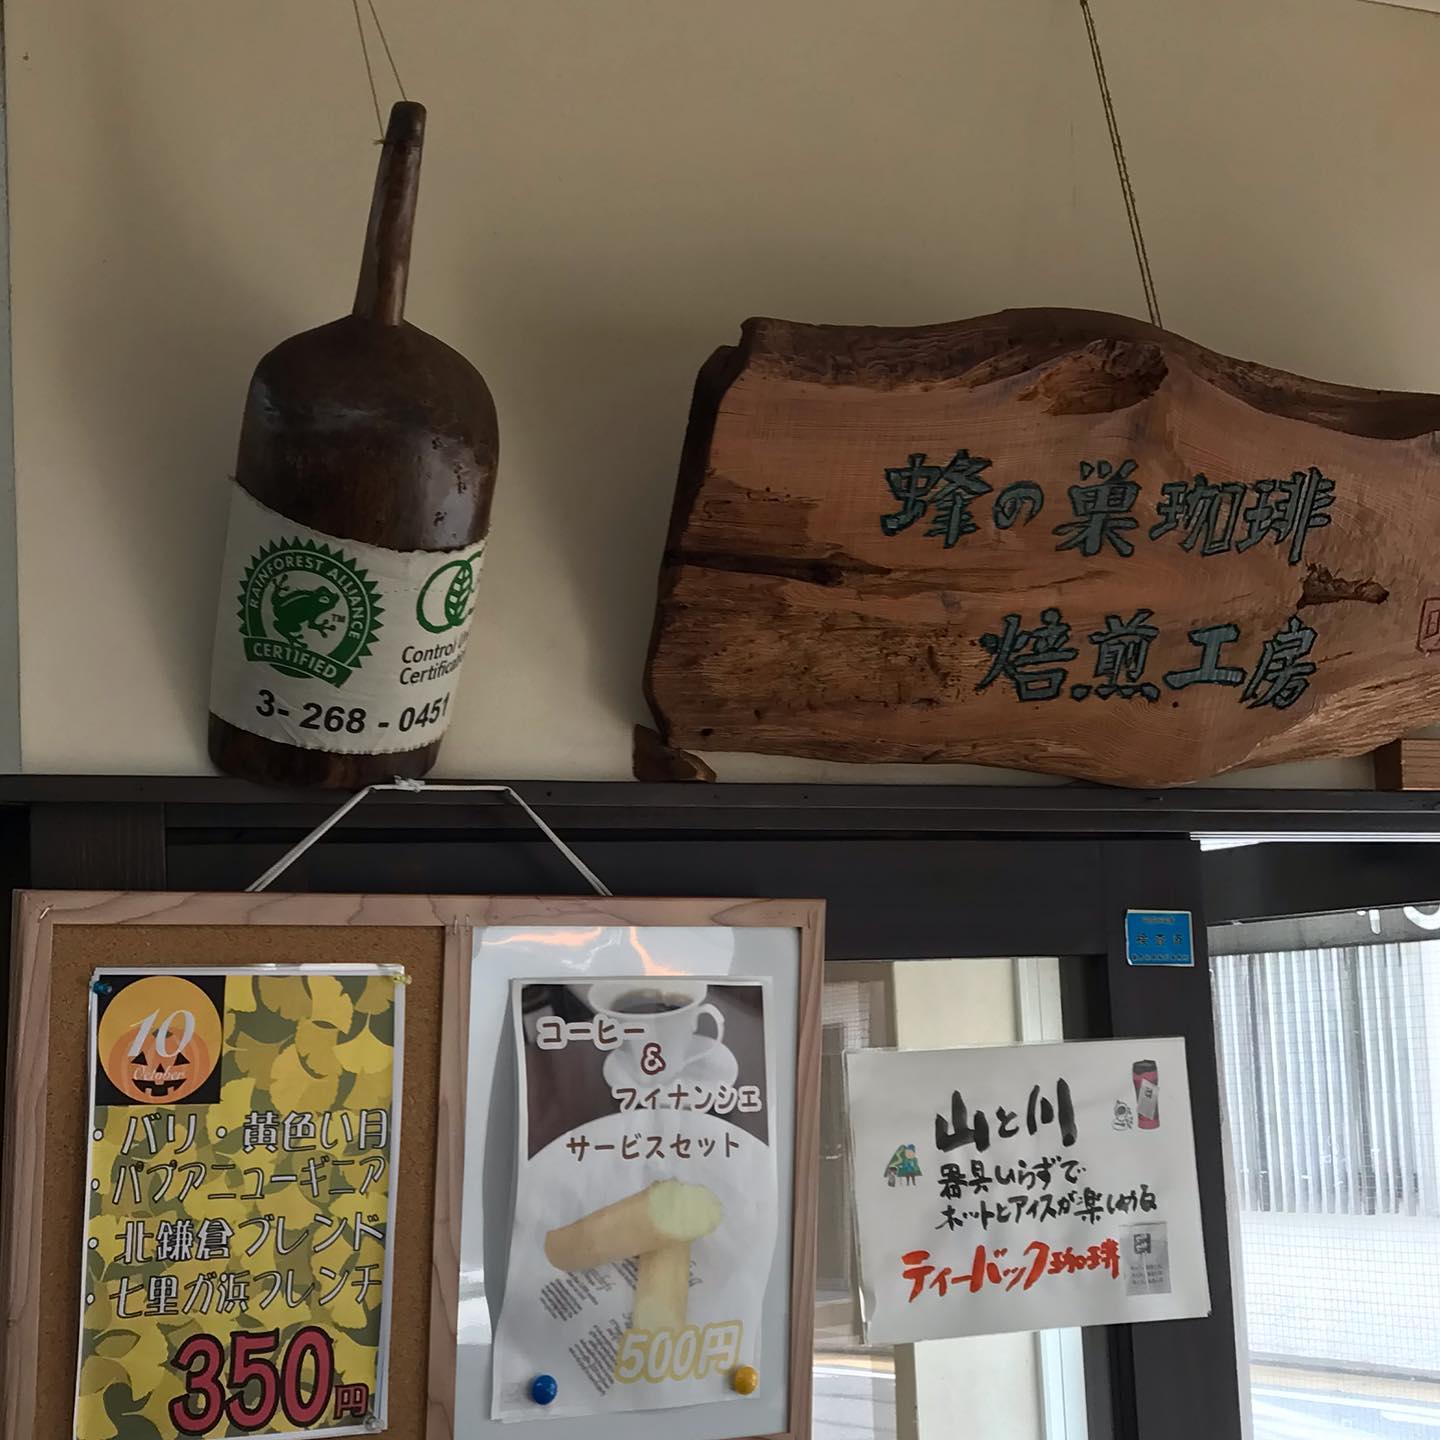 RAINFOREST ALLIANCE
TM
CERTIFIED
Control
3- 268 - 0451
蜂の巣珈琲
焙煎工房
10
October
・バリ・黄色い目
・パプアニューギニア
・北鎌倉ブレンド
・七里ガ浜フレンチ
350円
コーヒー
&
フィナンシェ
サービスセット
500円
山と川
器具いらずで
ホットとアイスが楽しめる
ティーバック珈琲